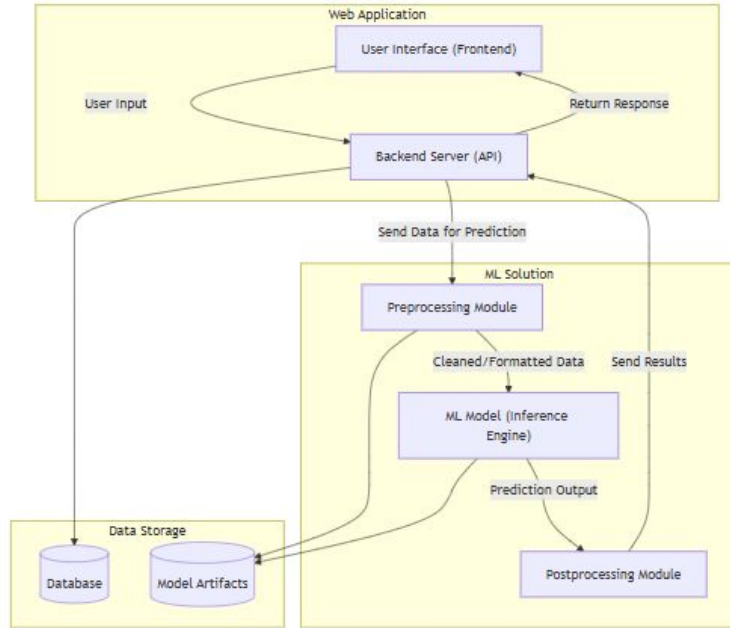 Web Application
User Interface (Frontend)
User Input
Return Response
Backend Server (API)
Send Data for Prediction
ML Solution
Preprocessing Module
Cleaned/Formatted Data
Send Results
ML Model (Inference
Engine)
Prediction Output
Data Storage
Database
Model Artifacts
Postprocessing Module